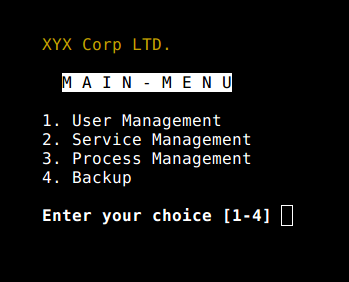 XYX Corp LTD.
M A I N - M E N U
1. User Management
2. Service Management
3. Process Management
4. Backup
Enter your choice [1-4]